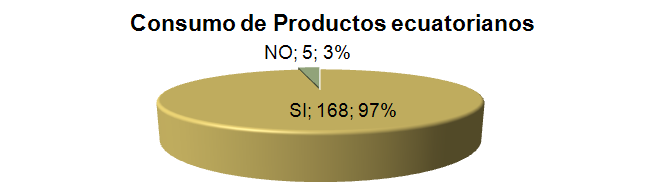 Consumo de Productos ecuatorianos
NO; 5; 3%
SI; 168; 97%